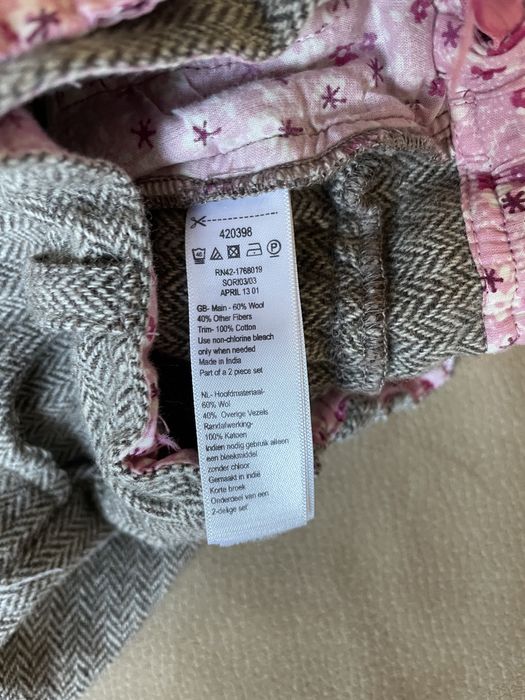 420398
40 P
RN42-1768019
SORI03/03
APRIL 13 01
GB- Main - 60% Wool
40% Other Fibers
Trim- 100% Cotton
Use non-chlorine bleach
only when needed
Made in India
Part of a 2 piece set
NL- Hoofdmateriaal-
60% Wol
40% Overige Vezels
Randafwerking-
100% Katoen
Indien nodig gebruik alleen
een bleekmiddel
zonder chloor
Gemaakt in indië
Korte broek
Onderdeel van een
2-delige set